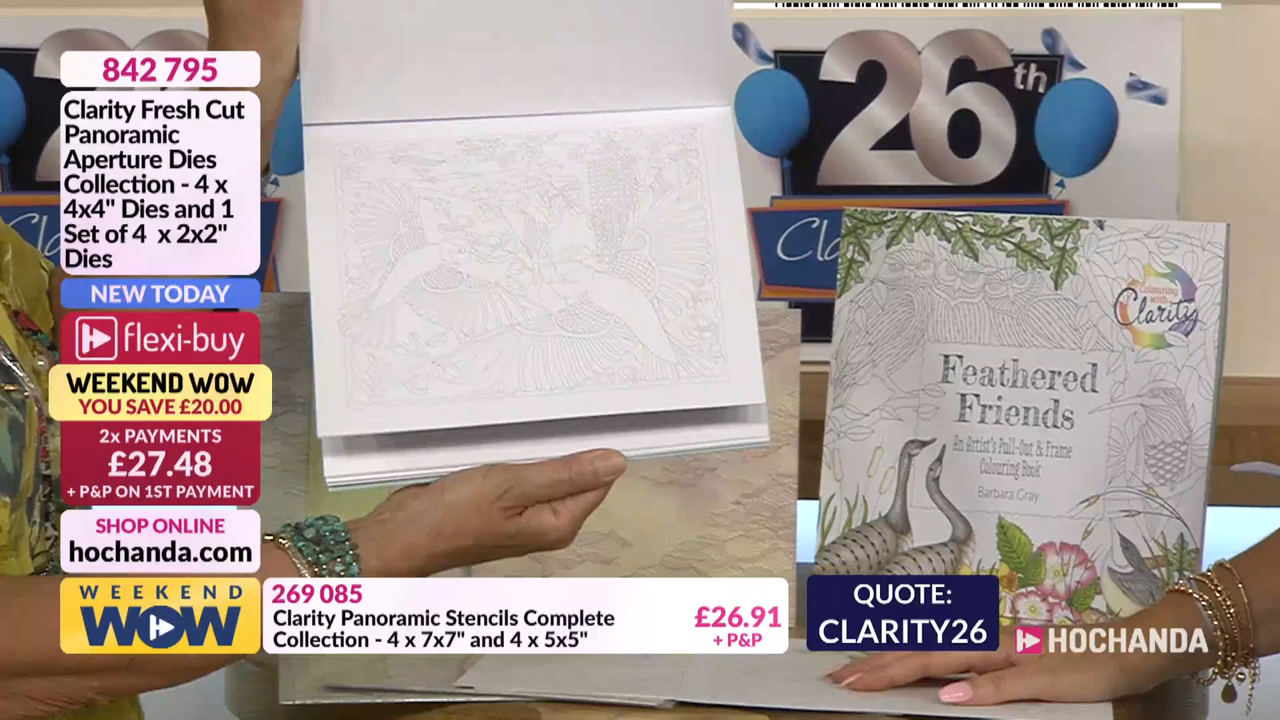 842 795
Clarity Fresh Cut
Panoramic
Aperture Dies
Collection - 4 x
4x4" Dies and 1
Set of 4 x 2x2"
Dies
NEW TODAY
flexi-buy
WEEKEND WOW
YOU SAVE £20.00
2x PAYMENTS
£27.48
+ P&P ON 1ST PAYMENT
SHOP ONLINE
hochanda.com
WEEKEND
WOW
269 085
Clarity Panoramic Stencils Complete
Collection - 4 x 7x7" and 4 x 5x5"
£26.91
+ P&P
QUOTE:
CLARITY26
HOCHANDA
26th
Cla
Colouring
with
Clarity
Feathered
Friends
An Artist's Pull-Out & Frame
Colouring Book
Barbara Gray